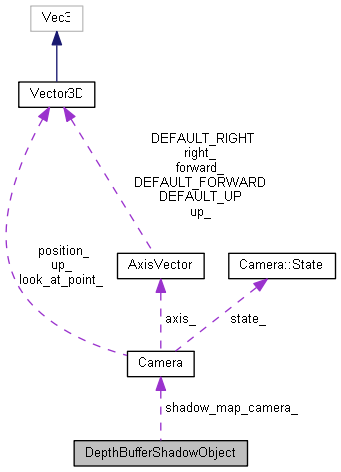 Vec3
Vector3D
DEFAULT_RIGHT
right_
forward_
DEFAULT_FORWARD
DEFAULT_UP
up_
position_
up_
look_at_point_
AxisVector
Camera::State
axis_
state_
Camera
shadow_map_camera_
DepthBufferShadowObject